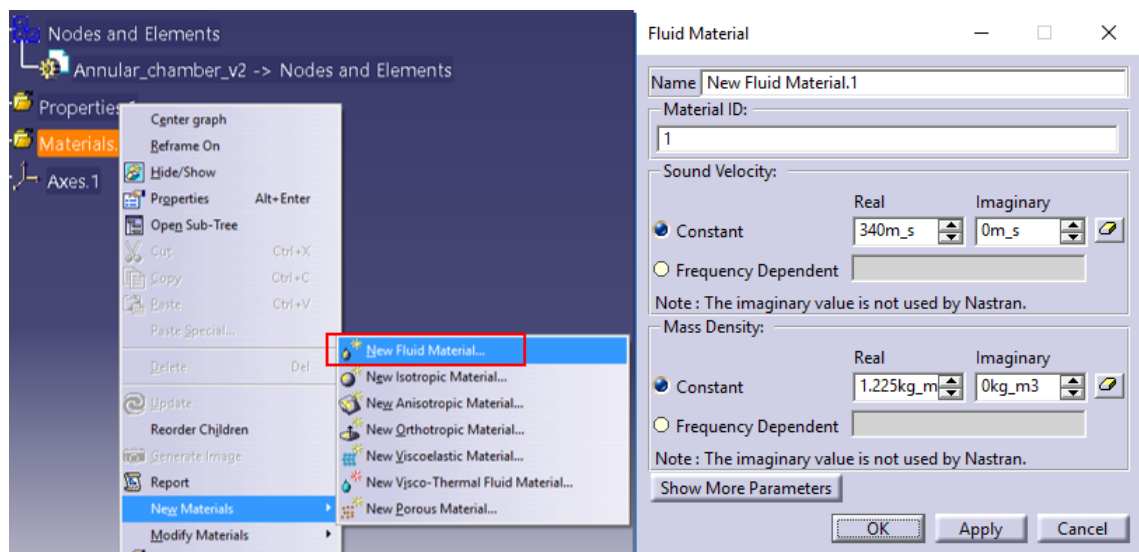 Nodes and Elements
Annular_chamber_v2 -> Nodes and Elements
Properties
Materials.
Axes.1
Center graph
Reframe On
Hide/Show
Properties Alt+Enter
Open Sub-Tree
Cut Ctrl+X
Copy Ctrl+C
Paste Ctrl+V
Paste Special...
Delete Del
Update
Reorder Children
Generate Image
Report
New Materials
Modify Materials
New Fluid Material...
New Isotropic Material...
New Anisotropic Material...
New Orthotropic Material...
New Viscoelastic Material...
New Visco-Thermal Fluid Material...
New Porous Material...
Fluid Material
Name New Fluid Material.1
Material ID:
1
Sound Velocity:
Real Imaginary
Constant 340m_s 0m_s
Frequency Dependent
Note : The imaginary value is not used by Nastran.
Mass Density:
Real Imaginary
Constant 1.225kg_m 0kg_m3
Frequency Dependent
Note : The imaginary value is not used by Nastran.
Show More Parameters
OK Apply Cancel